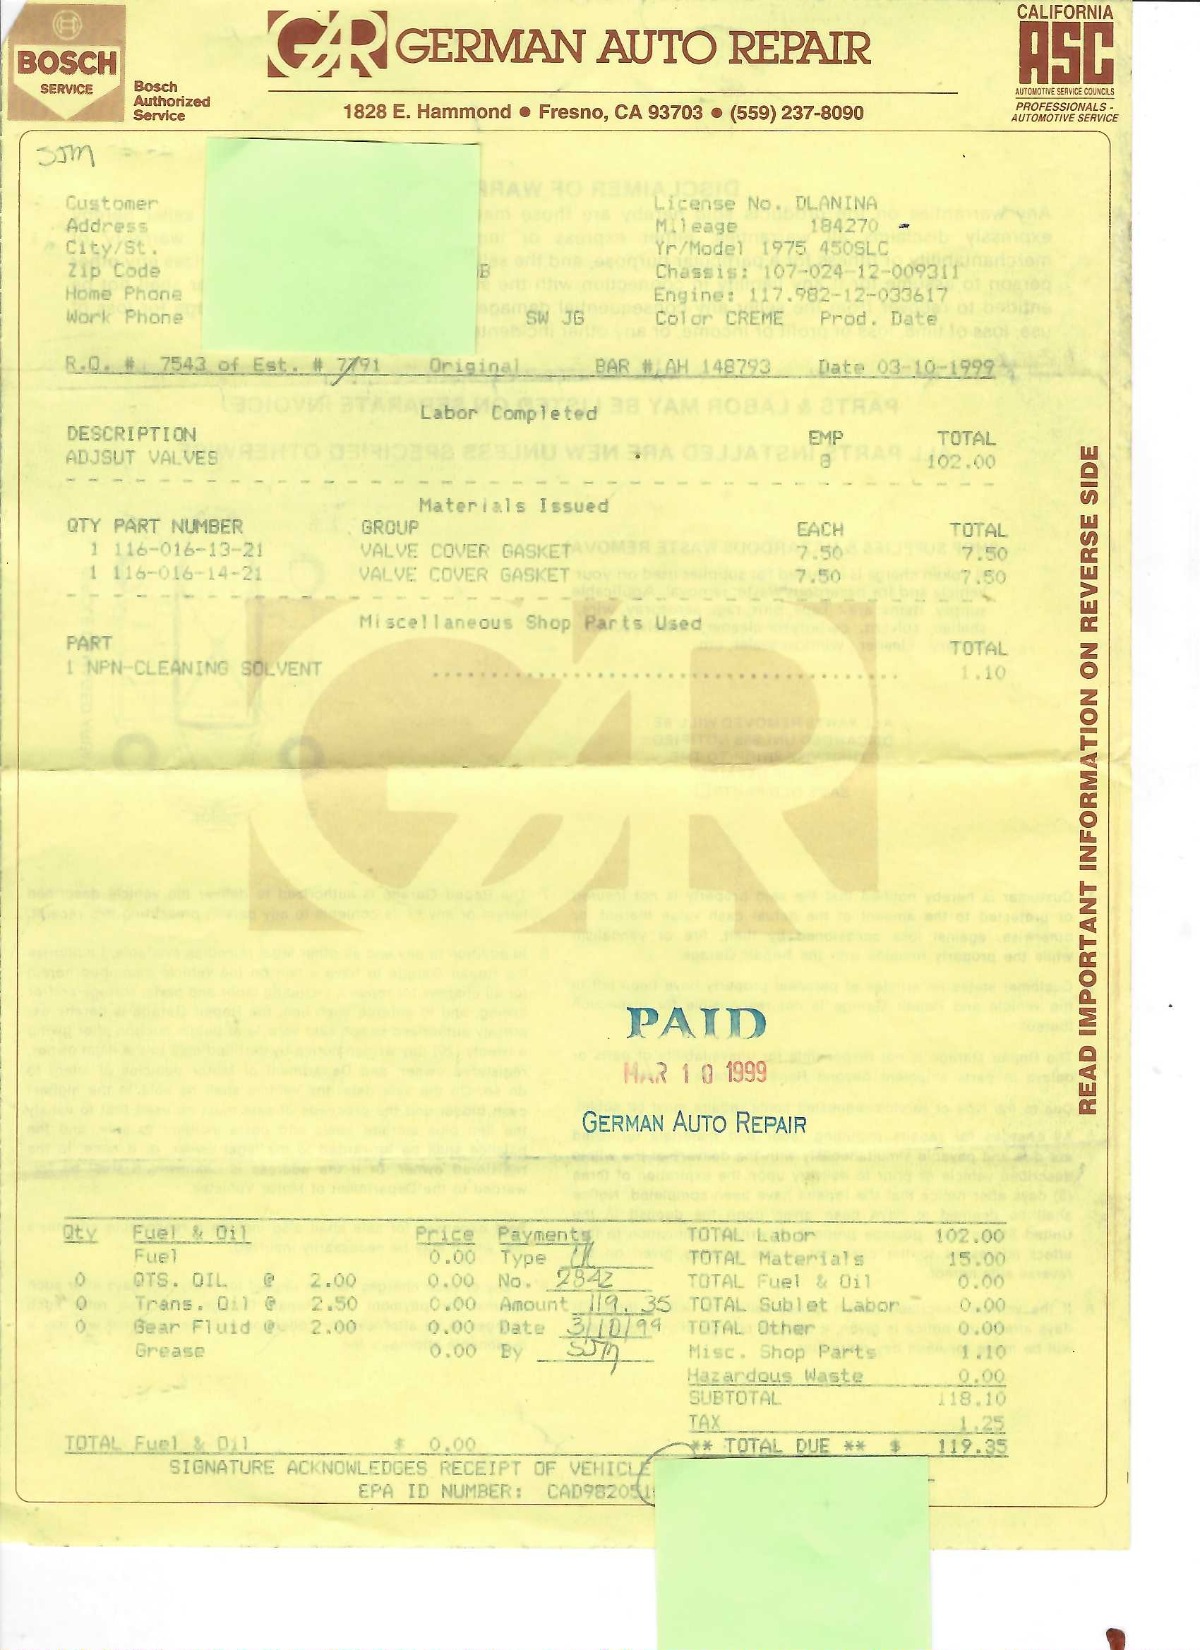 BOSCH
SERVICE
Bosch
Authorized
Service
GAR GERMAN AUTO REPAIR
1828 E. Hammond ● Fresno, CA 93703 ● (559) 237-8090
CALIFORNIA
ASC
AUTOMOTIVE SERVICE COUNCILS
PROFESSIONALS -
AUTOMOTIVE SERVICE
SJM
Customer License No. DLANINA
Address Mileage 184270 -
City/St. Yr/Model 1975 450SLC
Zip Code B Chassis: 107-024-12-009311
Home Phone Engine: 117.982-12-033617
Work Phone SW JG Color CREME Prod. Date
R.O. # 7543 of Est. # 7791 Original BAR # AH 148793 Date 03-10-1999
Labor Completed
DESCRIPTION EMP TOTAL
ADJSUT VALVES 8 102.00
Materials Issued
QTY PART NUMBER GROUP EACH TOTAL
1 116-016-13-21 VALVE COVER GASKET 7.50 7.50
1 116-016-14-21 VALVE COVER GASKET 7.50 7.50
Miscellaneous Shop Parts Used
PART TOTAL
1 NPN-CLEANING SOLVENT 1.10
GAR
READ IMPORTANT INFORMATION ON REVERSE SIDE
PAID
MAR 10 1999
GERMAN AUTO REPAIR
Qty Fuel & Oil Price Payments TOTAL Labor 102.00
Fuel 0.00 Type TOTAL Materials 15.00
0 QTS. OIL @ 2.00 0.00 No. 2842 TOTAL Fuel & Oil 0.00
0 Trans. Oil @ 2.50 0.00 Amount 119.35 TOTAL Sublet Labor 0.00
0 Gear Fluid @ 2.00 0.00 Date 3/10/99 TOTAL Other 0.00
Grease 0.00 By SJM Misc. Shop Parts 1.10
Hazardous Waste 0.00
SUBTOTAL 118.10
TAX 1.25
TOTAL Fuel & Oil $ 0.00 ** TOTAL DUE ** $ 119.35
SIGNATURE ACKNOWLEDGES RECEIPT OF VEHICLE
EPA ID NUMBER: CAD982051